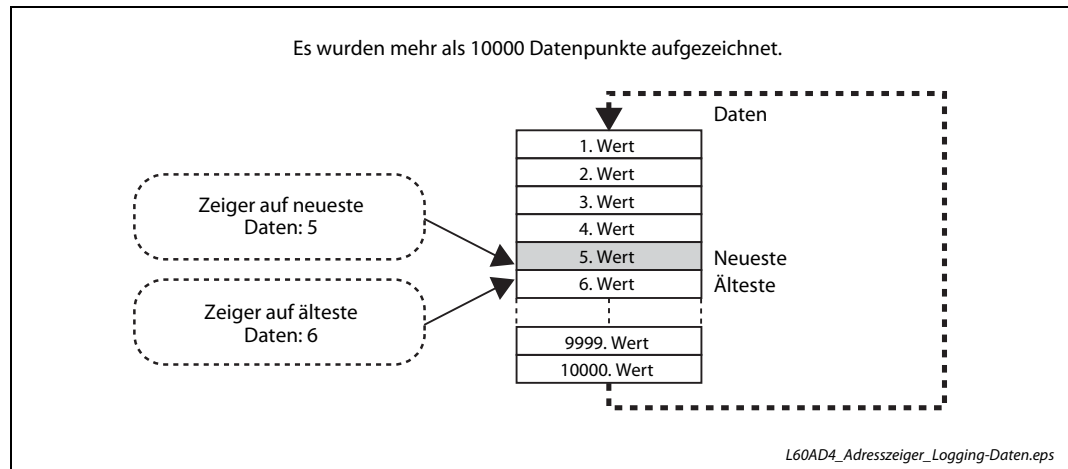 Es wurden mehr als 10000 Datenpunkte aufgezeichnet.
Daten
1. Wert
2. Wert
3. Wert
4. Wert
5. Wert
6. Wert
9999. Wert
10000. Wert
Zeiger auf neueste
Daten: 5
Zeiger auf älteste
Daten: 6
Neueste
Älteste
L60AD4_Adresszeiger_Logging-Daten.eps